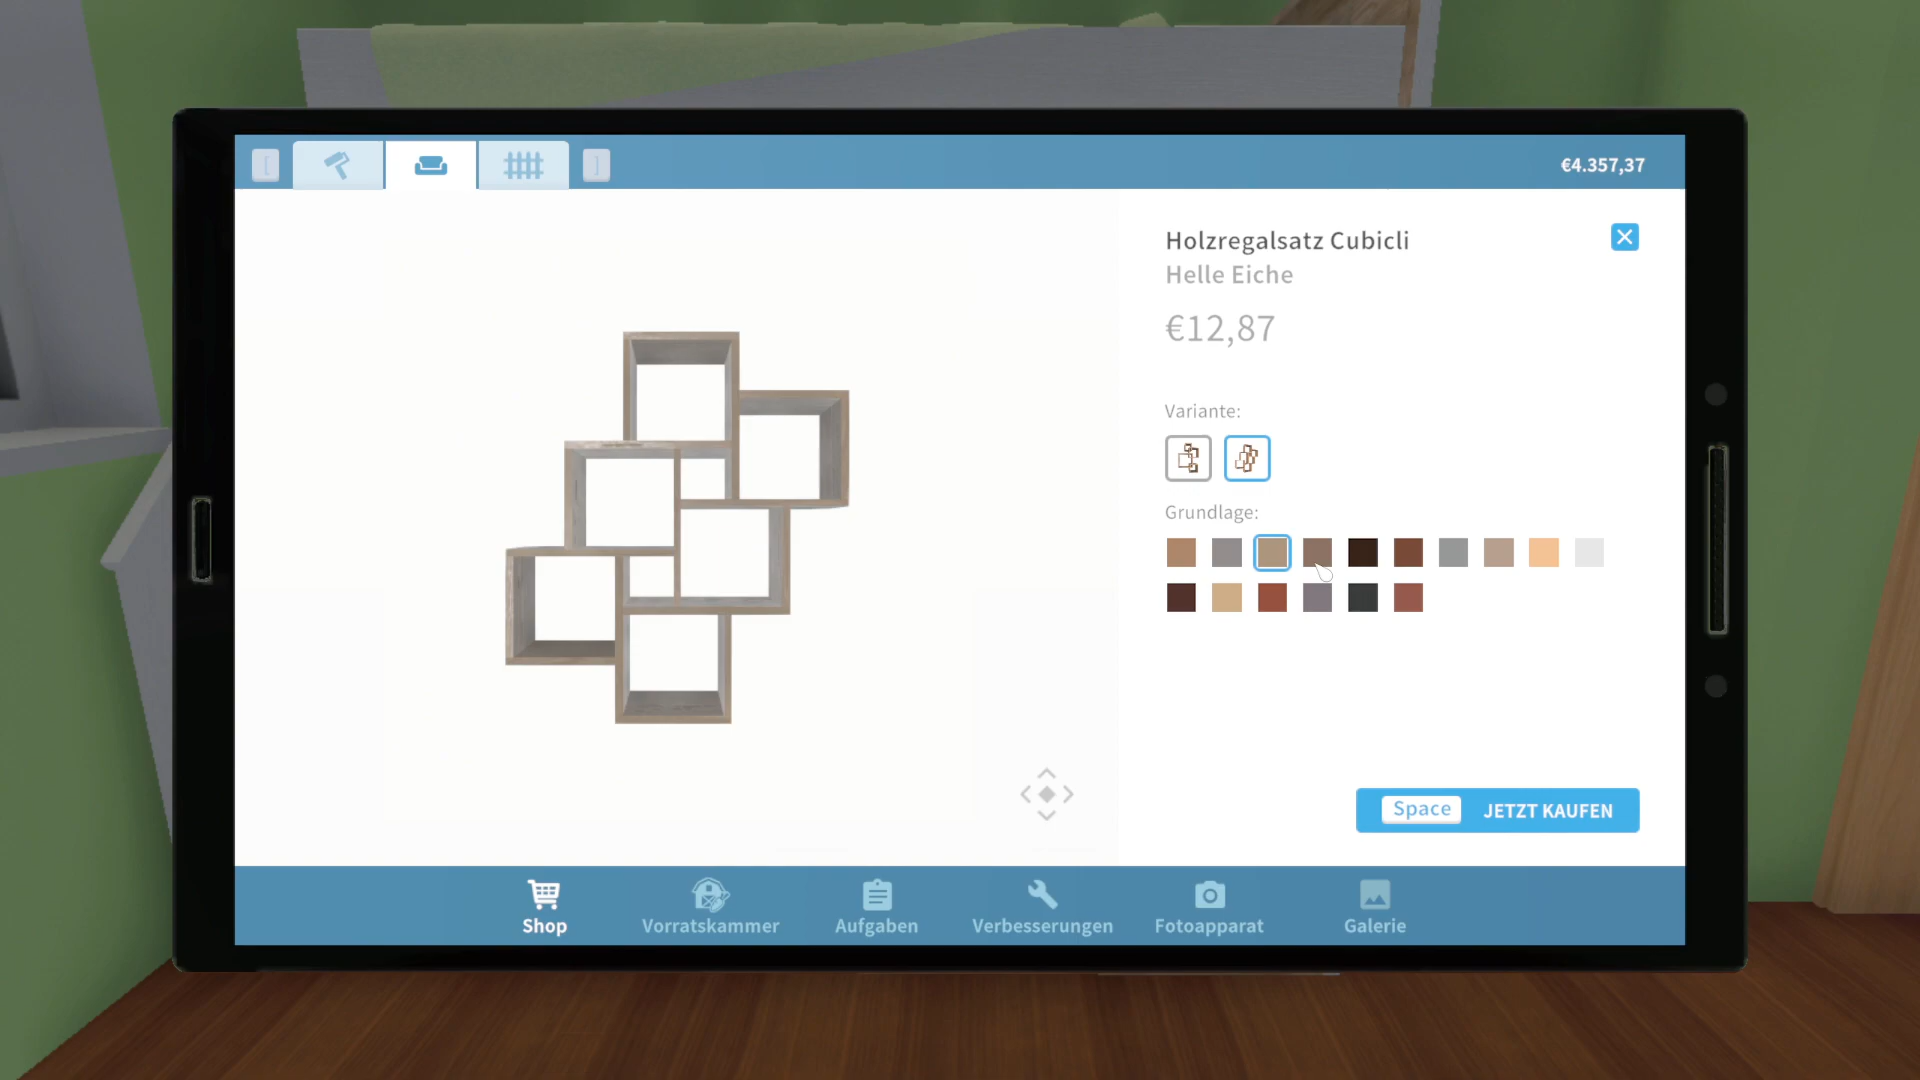 [
]
€4.357,37
Holzregalsatz Cubicli
Helle Eiche
€12,87
Variante:
Grundlage:
Space JETZT KAUFEN
Shop
Vorratskammer
Aufgaben
Verbesserungen
Fotoapparat
Galerie